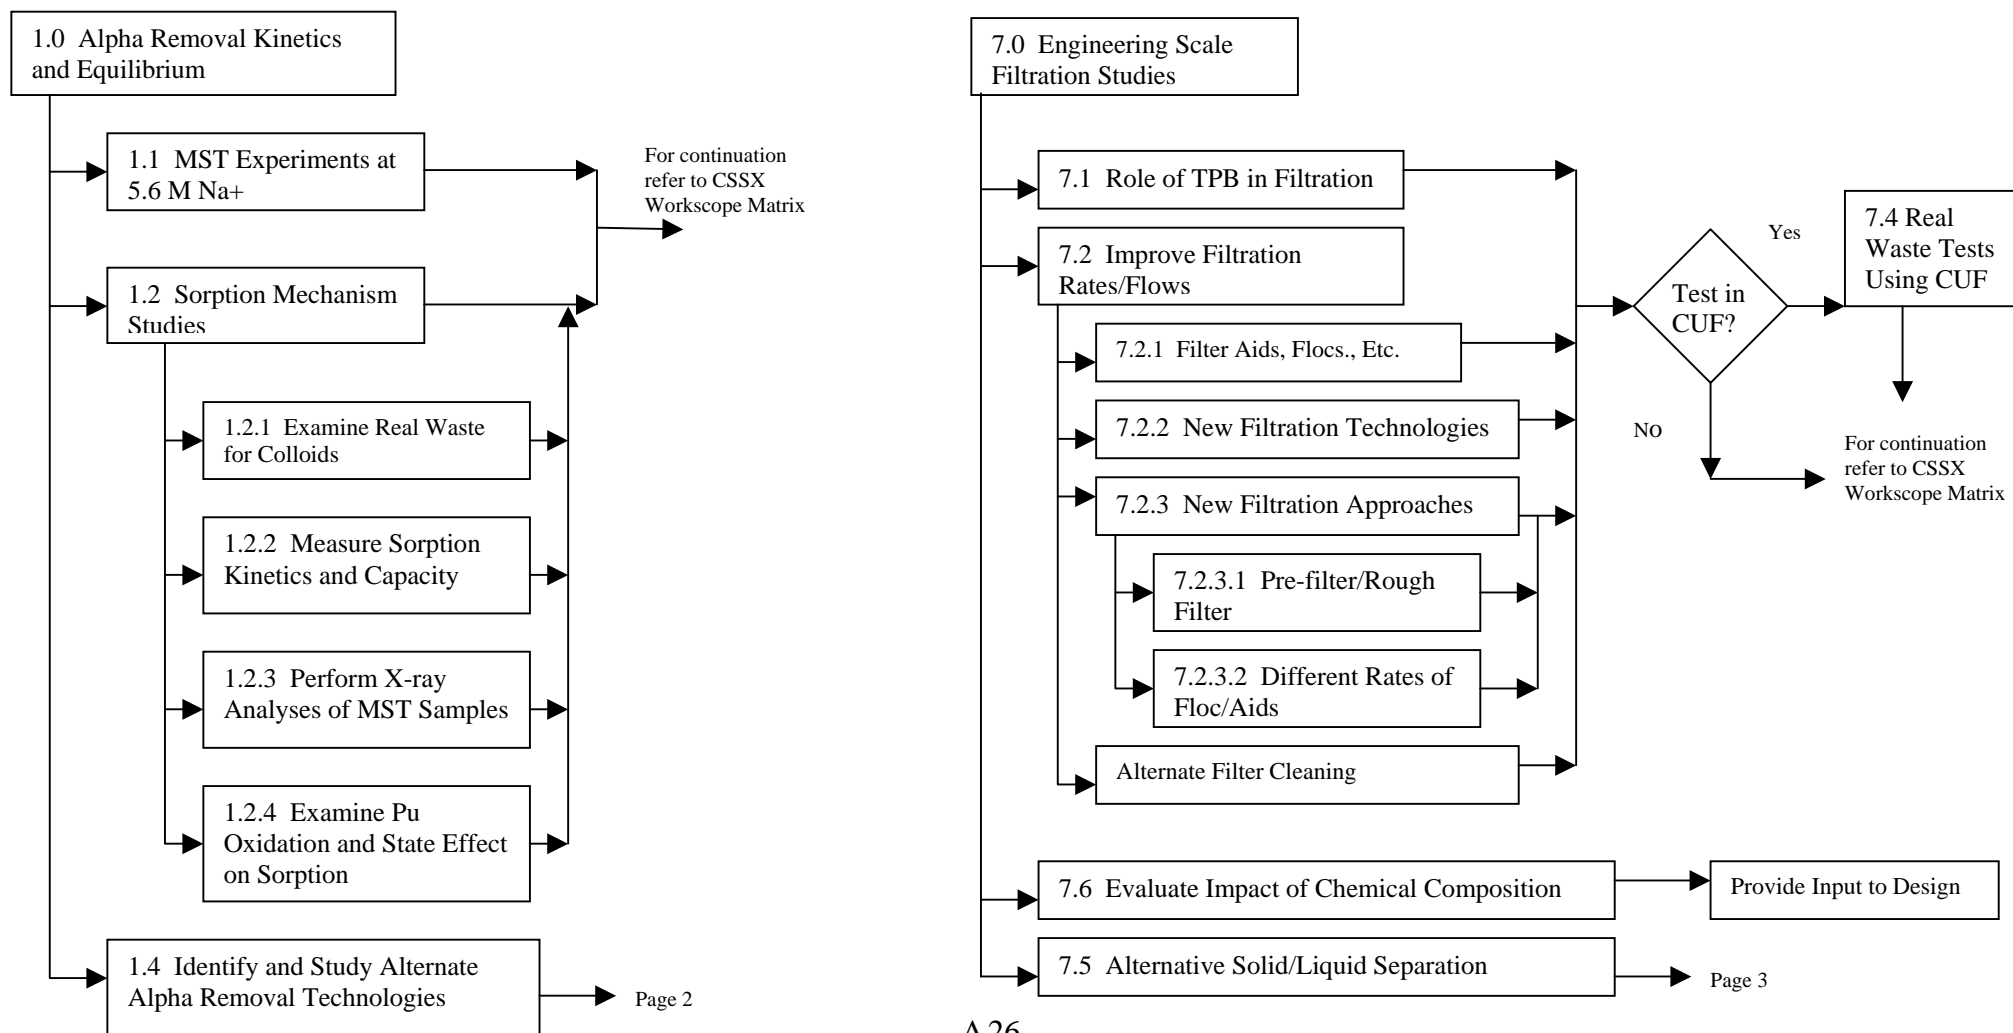 1.0 Alpha Removal Kinetics
and Equilibrium
1.1 MST Experiments at
5.6 M Na+
For continuation
refer to CSSX
Workscope Matrix
1.2 Sorption Mechanism
Studies
1.2.1 Examine Real Waste
for Colloids
1.2.2 Measure Sorption
Kinetics and Capacity
1.2.3 Perform X-ray
Analyses of MST Samples
1.2.4 Examine Pu
Oxidation and State Effect
on Sorption
1.4 Identify and Study Alternate
Alpha Removal Technologies
Page 2
7.0 Engineering Scale
Filtration Studies
7.1 Role of TPB in Filtration
7.2 Improve Filtration
Rates/Flows
7.2.1 Filter Aids, Flocs., Etc.
7.2.2 New Filtration Technologies
7.2.3 New Filtration Approaches
7.2.3.1 Pre-filter/Rough
Filter
7.2.3.2 Different Rates of
Floc/Aids
Alternate Filter Cleaning
Test in
CUF?
Yes
7.4 Real
Waste Tests
Using CUF
No
For continuation
refer to CSSX
Workscope Matrix
7.6 Evaluate Impact of Chemical Composition
Provide Input to Design
7.5 Alternative Solid/Liquid Separation
Page 3
A26